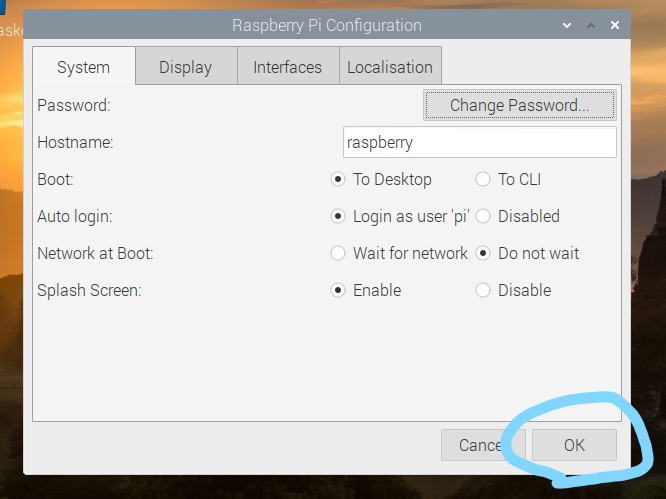 Raspberry Pi Configuration
System Display Interfaces Localisation
Password: Change Password...
Hostname: raspberry
Boot: To Desktop To CLI
Auto login: Login as user 'pi' Disabled
Network at Boot: Wait for network Do not wait
Splash Screen: Enable Disable
OK